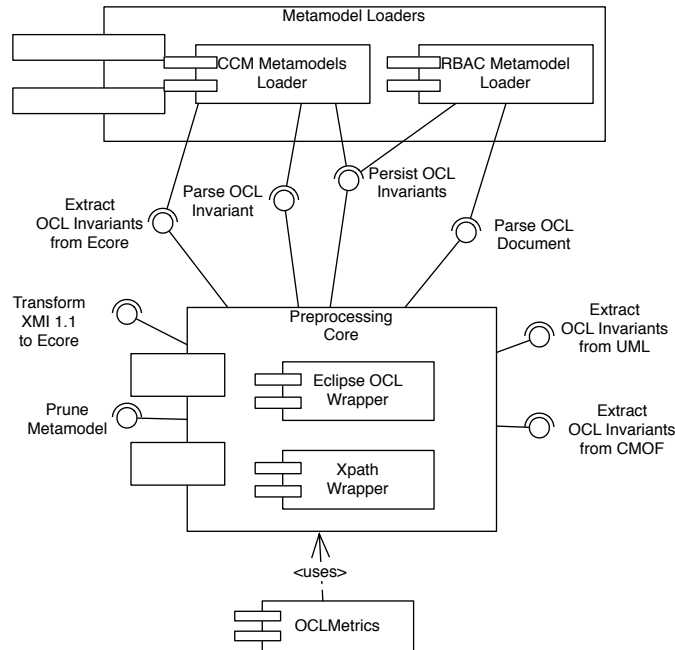 Metamodel Loaders
CCM Metamodels
Loader
RBAC Metamodel
Loader
Extract
OCL Invariants
from Ecore
Parse OCL
Invariant
Persist OCL
Invariants
Parse OCL
Document
Transform
XMI 1.1
to Ecore
Preprocessing
Core
Extract
OCL Invariants
from UML
Eclipse OCL
Wrapper
Prune
Metamodel
Extract
OCL Invariants
from CMOF
Xpath
Wrapper
<uses>
OCLMetrics